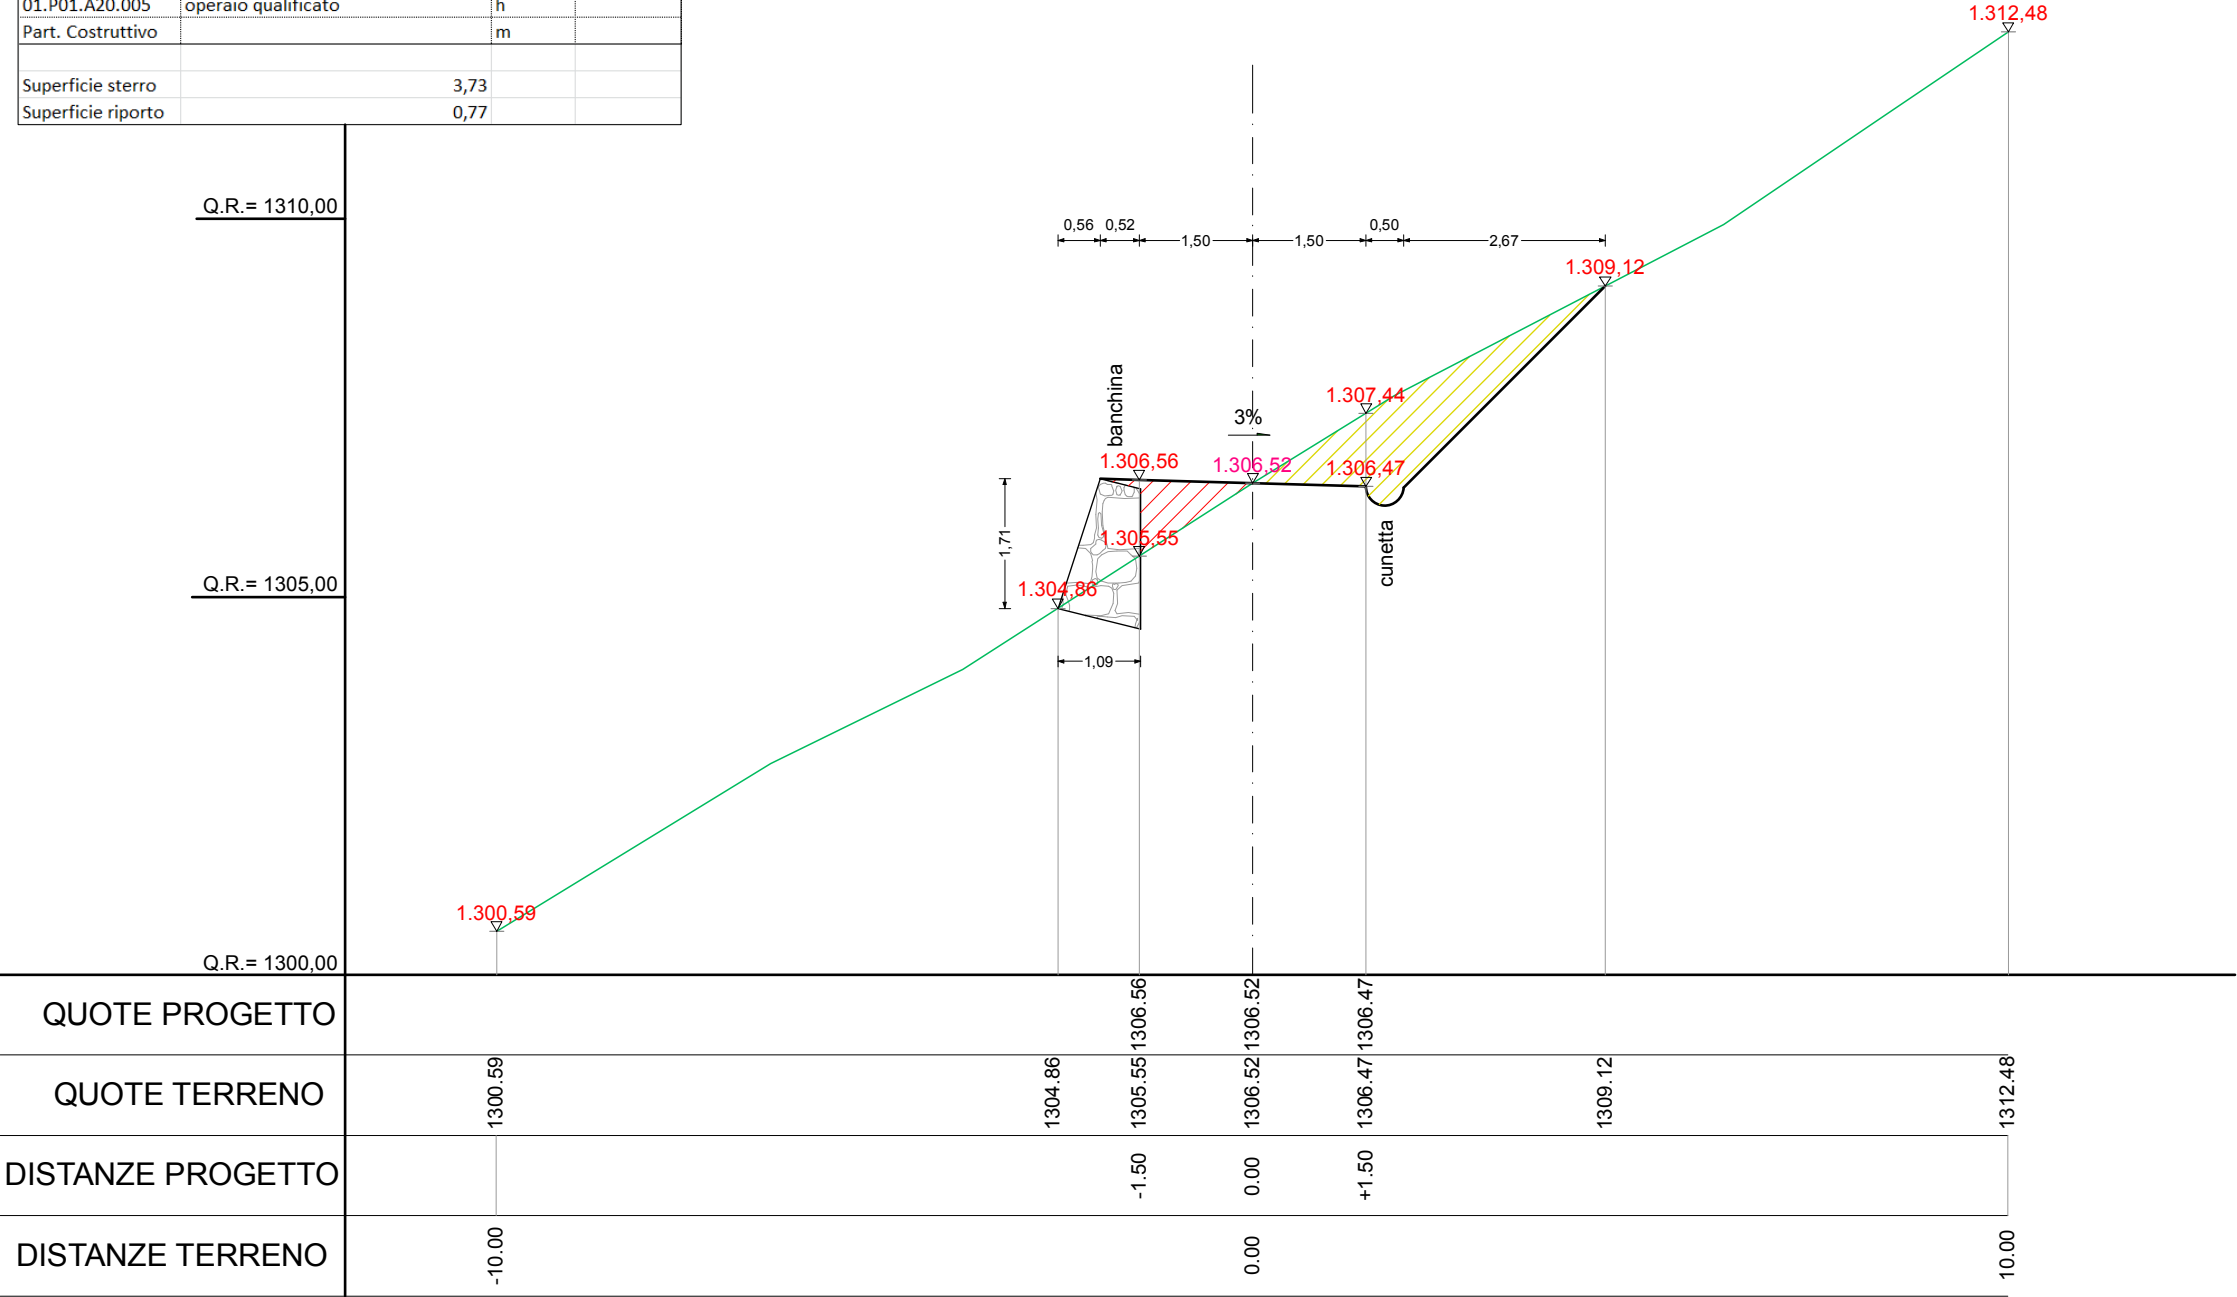 01.P01.A20.005 operaio qualificato h
Part. Costruttivo m
Superficie sterro 3,73
Superficie riporto 0,77
1.312,48
Q.R.= 1310,00
0,56 0,52 1,50 1,50 0,50 2,67
1.309,12
banchina
1.307,44
3%
1.306,56 1.306,52 1.306,47
1,71
1.305,55
cunetta
Q.R.= 1305,00
1.304,86
1,09
1.300,59
Q.R.= 1300,00
QUOTE PROGETTO 1306.56 1306.52 1306.47
QUOTE TERRENO 1300.59 1304.86 1305.55 1306.52 1306.47 1309.12 1312.48
DISTANZE PROGETTO -1.50 0.00 +1.50
DISTANZE TERRENO -10.00 0.00 10.00